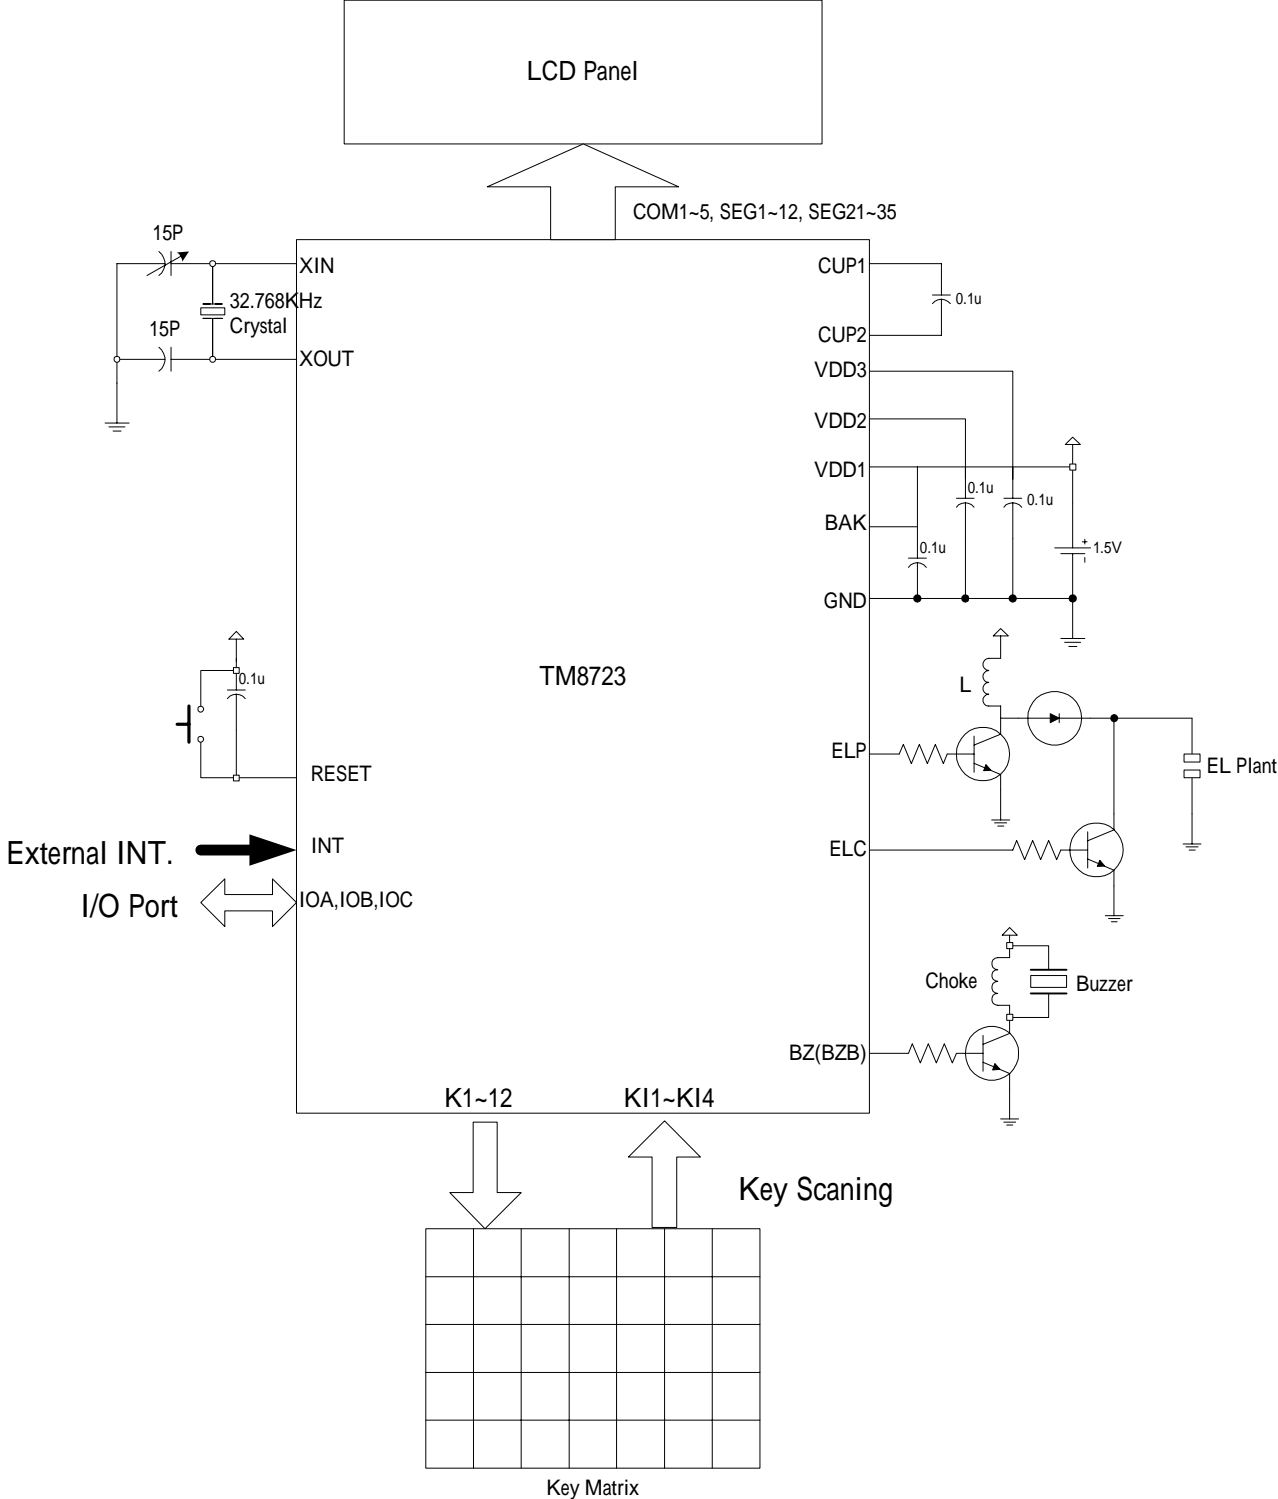 LCD Panel
COM1~5, SEG1~12, SEG21~35
15P
XIN
CUP1
32.768KHz
Crystal
0.1u
15P
CUP2
XOUT
VDD3
VDD2
VDD1
0.1u
0.1u
BAK
0.1u
+
1.5V
-
GND
TM8723
0.1u
L
ELP
EL Plant
RESET
INT
External INT.
ELC
I/O Port
IOA,IOB,IOC
Choke
Buzzer
BZ(BZB)
K1~12
KI1~KI4
Key Scaning
Key Matrix